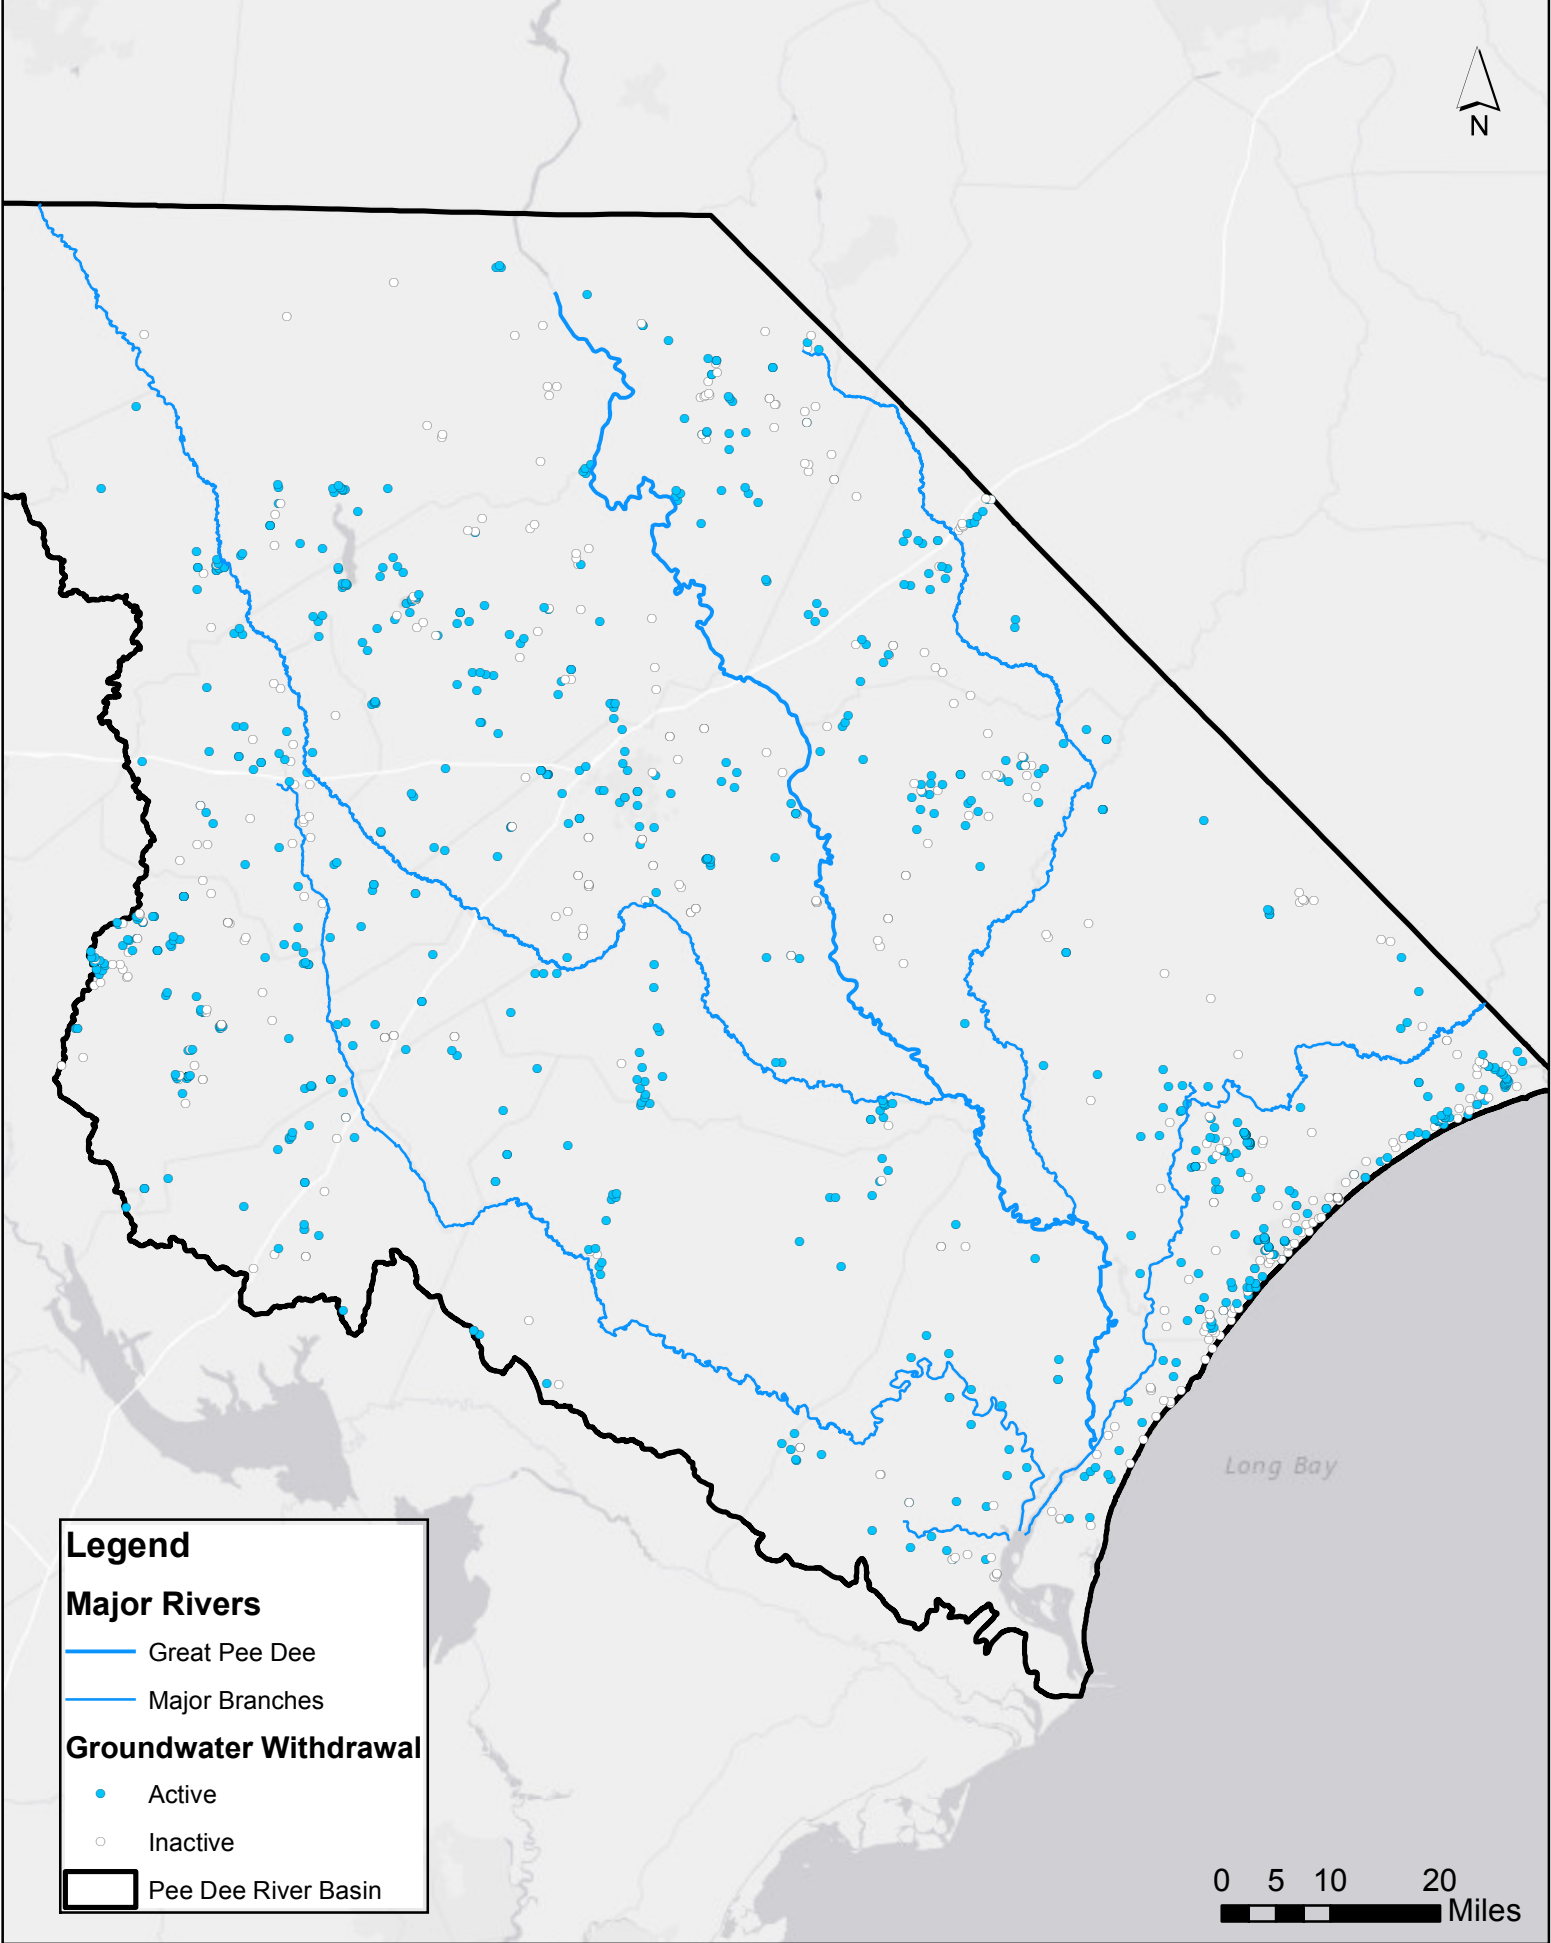 N
Long Bay
Legend
Major Rivers
Great Pee Dee
Major Branches
Groundwater Withdrawal
Active
Inactive
Pee Dee River Basin
0 5 10 20
Miles